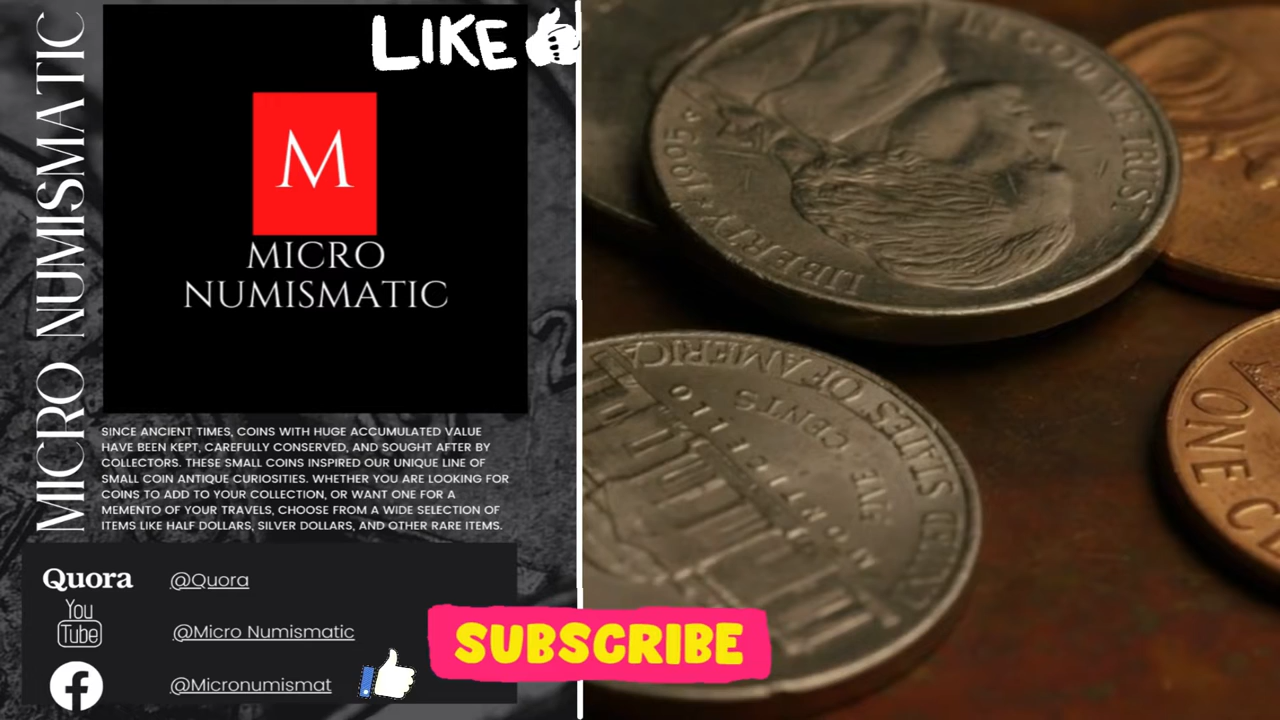 MICRO NUMISMATIC
LIKE
M
MICRO
NUMISMATIC
SINCE ANCIENT TIMES, COINS WITH HUGE ACCUMULATED VALUE
HAVE BEEN KEPT, CAREFULLY CONSERVED, AND SOUGHT AFTER BY
COLLECTORS. THESE SMALL COINS INSPIRED OUR UNIQUE LINE OF
SMALL COIN ANTIQUE CURIOSITIES. WHETHER YOU ARE LOOKING FOR
COINS TO ADD TO YOUR COLLECTION, OR WANT ONE FOR A
MEMENTO OF YOUR TRAVELS, CHOOSE FROM A WIDE SELECTION OF
ITEMS LIKE HALF DOLLARS, SILVER DOLLARS, AND OTHER RARE ITEMS.
Quora @Quora
You
Tube @Micro Numismatic
f @Micronumismat
SUBSCRIBE
IN GOD WE TRUST
LIBERTY 1995
MONTICELLO
FIVE CENTS
UNITED STATES OF AMERICA
ONE